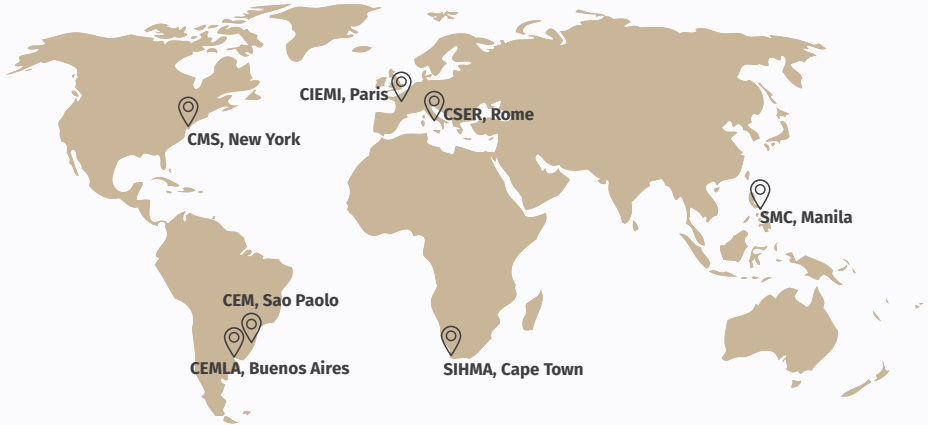 CIEMI, Paris
CSER, Rome
CMS, New York
SMC, Manila
CEM, Sao Paolo
CEMLA, Buenos Aires
SIHMA, Cape Town